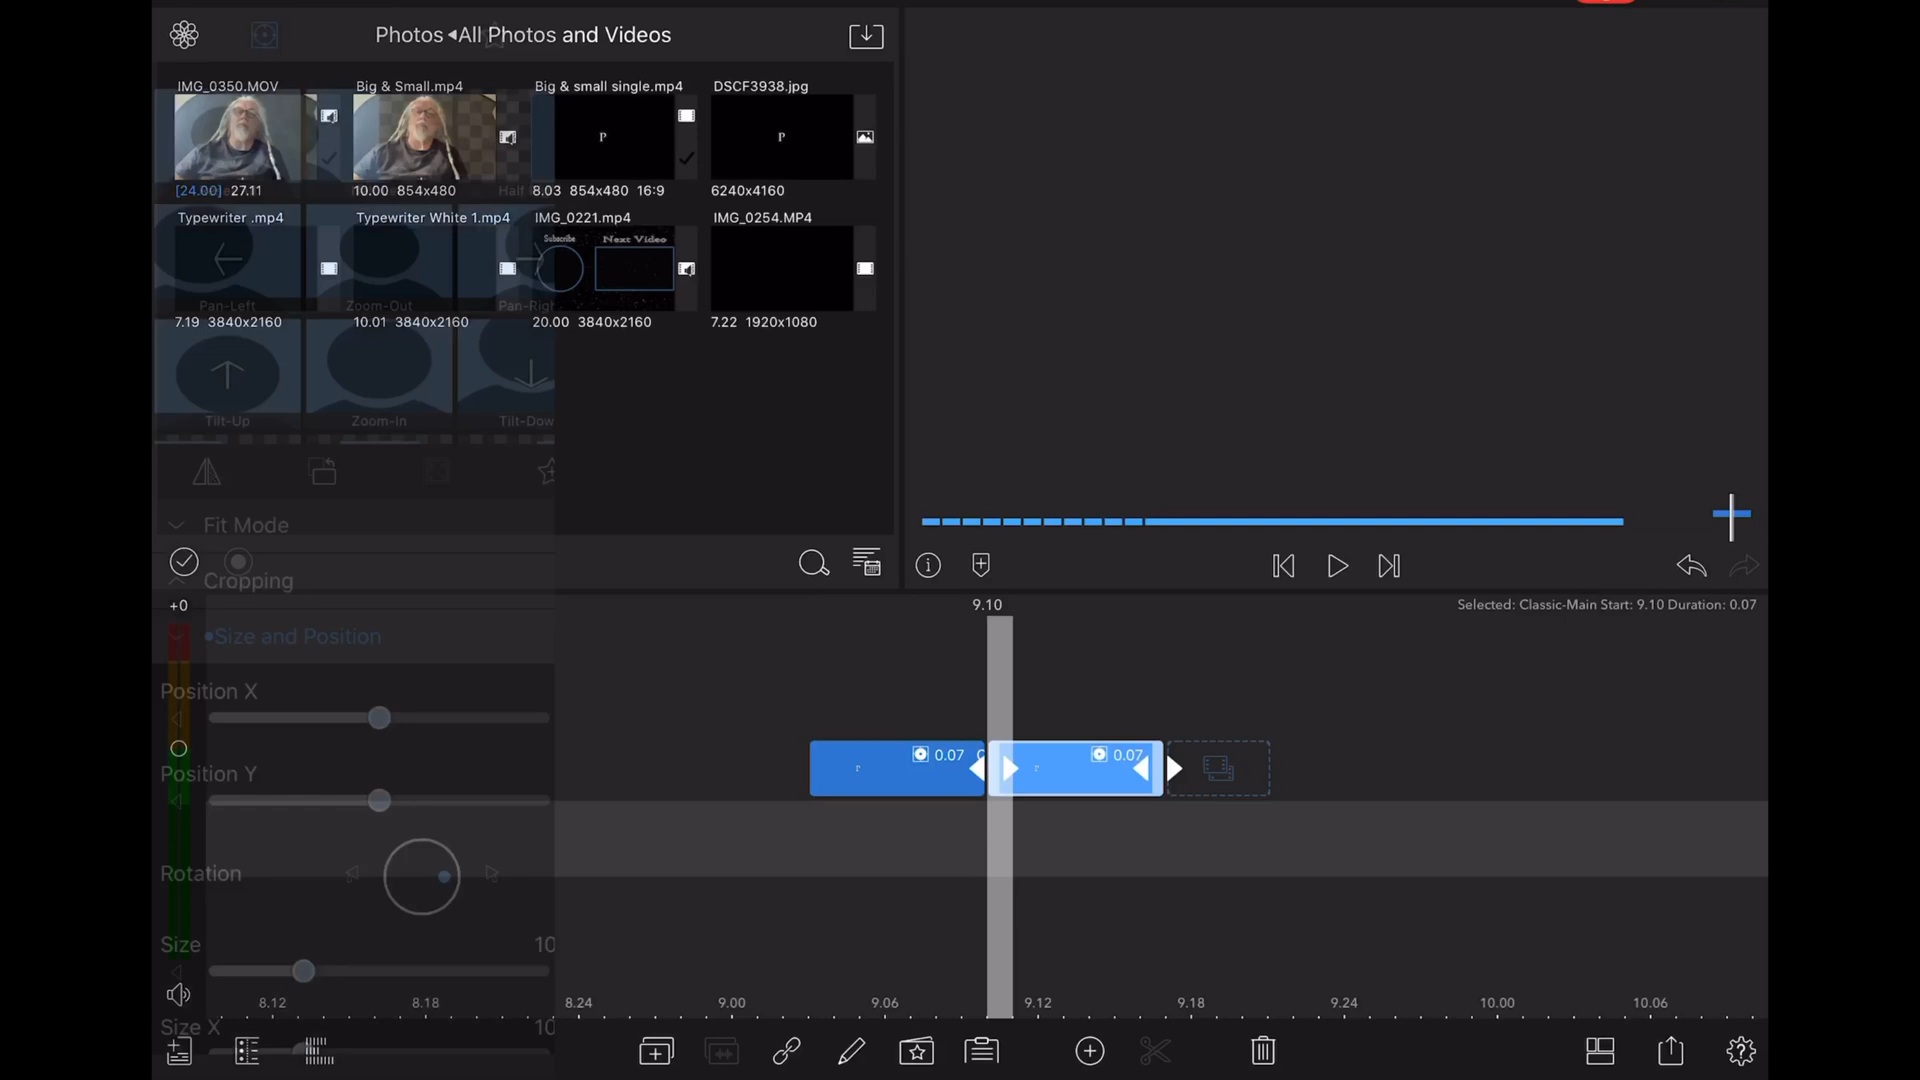 Photos ◂All Photos and Videos
IMG_0350.MOV
Big & Small.mp4
Big & small single.mp4
DSCF3938.jpg
P
P
[24.00] 27.11
10.00 854x480
Half
8.03 854x480 16:9
6240x4160
Typewriter .mp4
Typewriter White 1.mp4
IMG_0221.mp4
IMG_0254.MP4
Subscribe
Next Video
Pan-Left
Zoom-Out
Pan-Righ
7.19 3840x2160
10.01 3840x2160
20.00 3840x2160
7.22 1920x1080
Tilt-Up
Zoom-In
Tilt-Dow
Fit Mode
Cropping
+0
9.10
Selected: Classic-Main Start: 9.10 Duration: 0.07
•Size and Position
Position X
0.07
0.07
Position Y
Rotation
Size
10
8.12
8.18
8.24
9.00
9.06
9.12
9.18
9.24
10.00
10.06
Size X
10